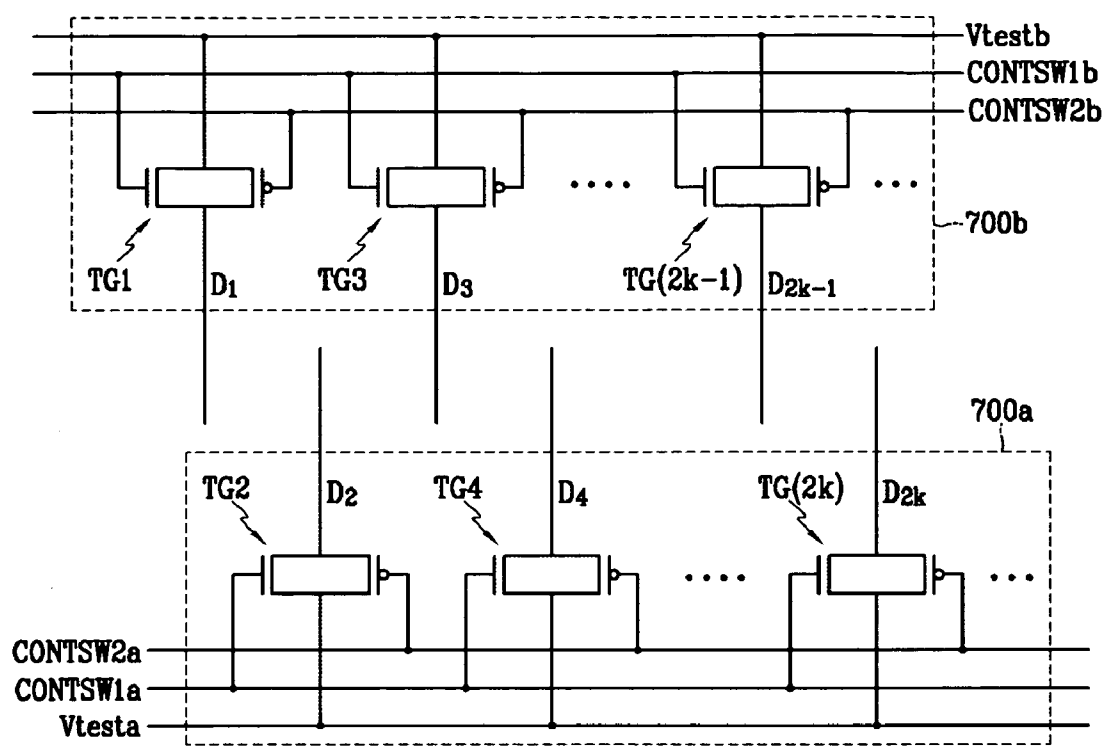 Vtestb
CONTSW1b
CONTSW2b
700b
TG1
D1
TG3
D3
TG(2k-1)
D2k-1
700a
TG2
D2
TG4
D4
TG(2k)
D2k
CONTSW2a
CONTSW1a
Vtesta